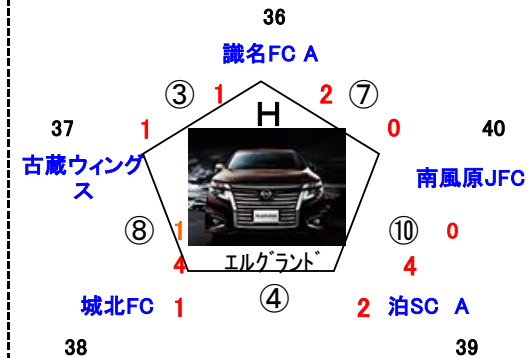 36
識名FC A
③ 1 2 ⑦
H
37 1 0 40
古蔵ウィング
ス
南風原JFC
⑧ 1 ⑩ 0
4 エルグランド 4
城北FC 1 ④ 2 泊SC A
38 39